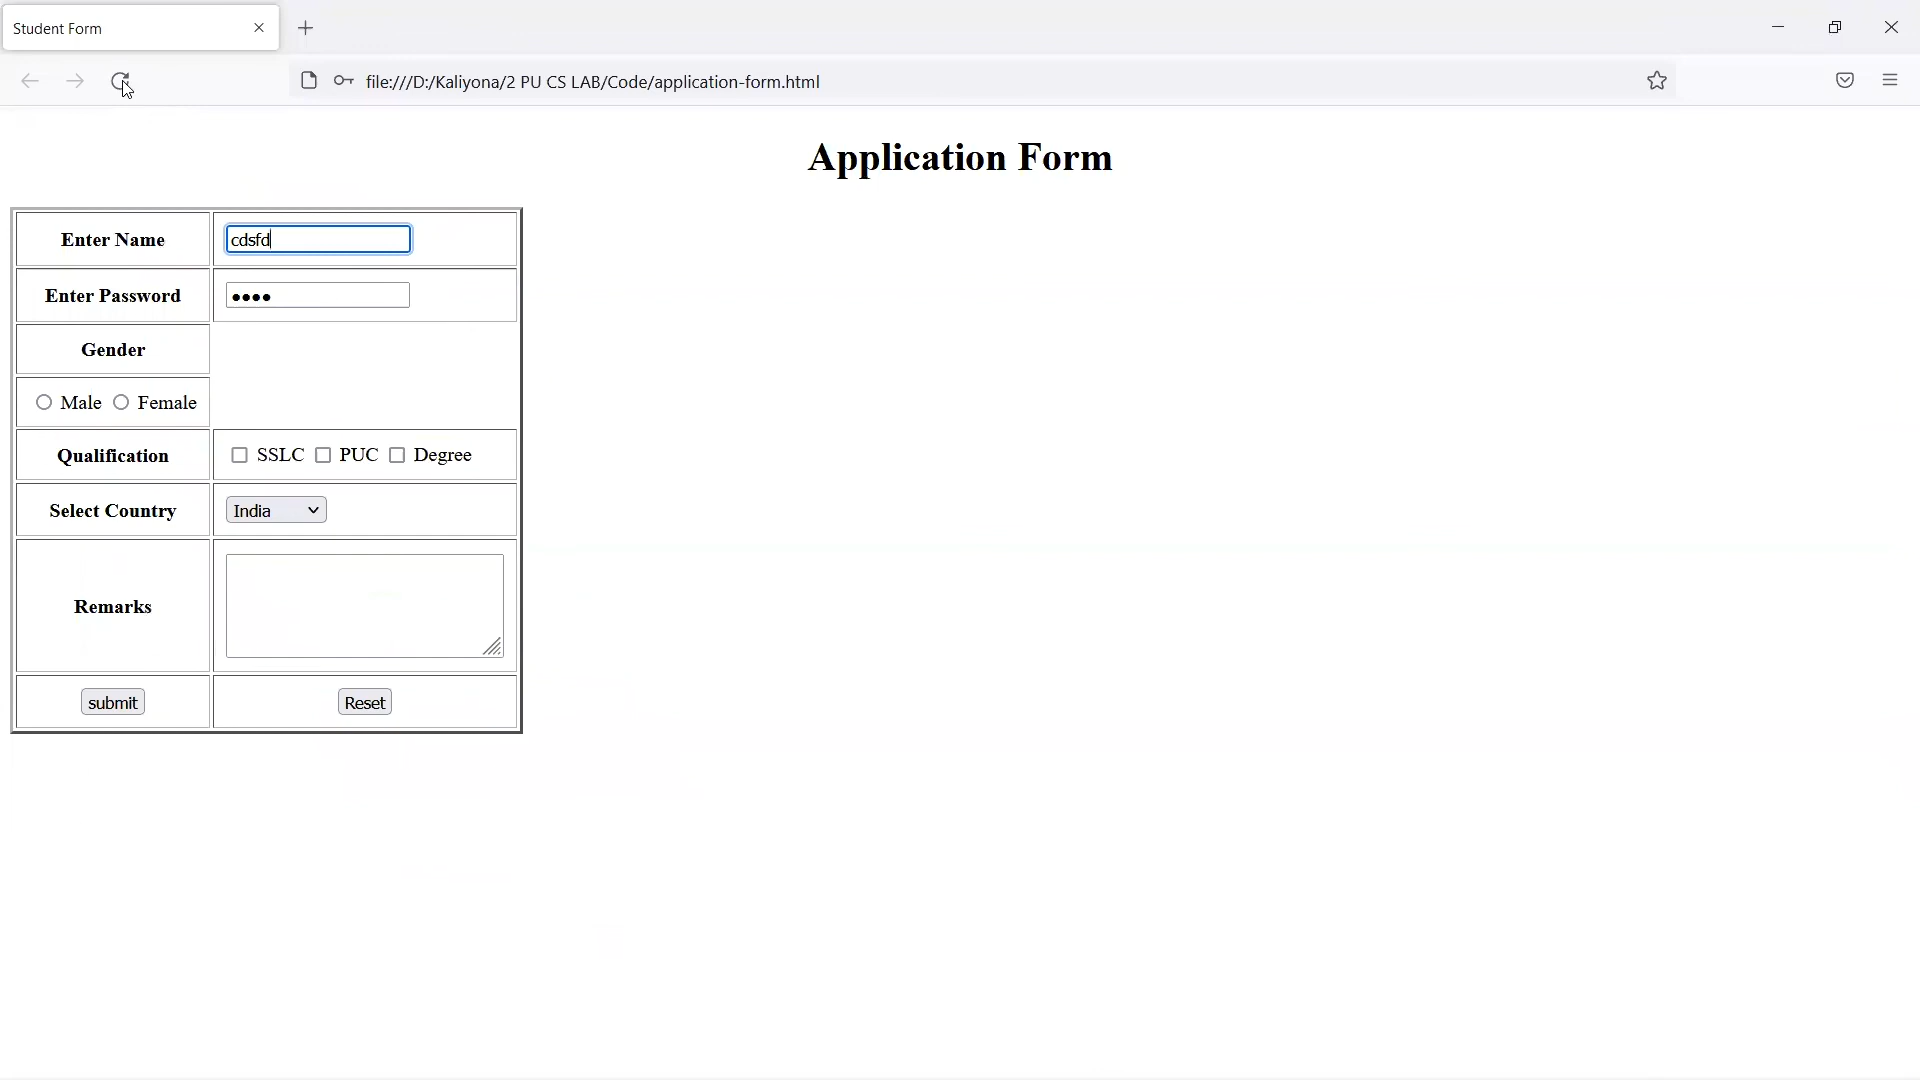 Student Form
file:///D:/Kaliyona/2 PU CS LAB/Code/application-form.html
Application Form
Enter Name cdsfd
Enter Password ●●●●
Gender
Male Female
Qualification SSLC PUC Degree
Select Country India
Remarks
submit Reset